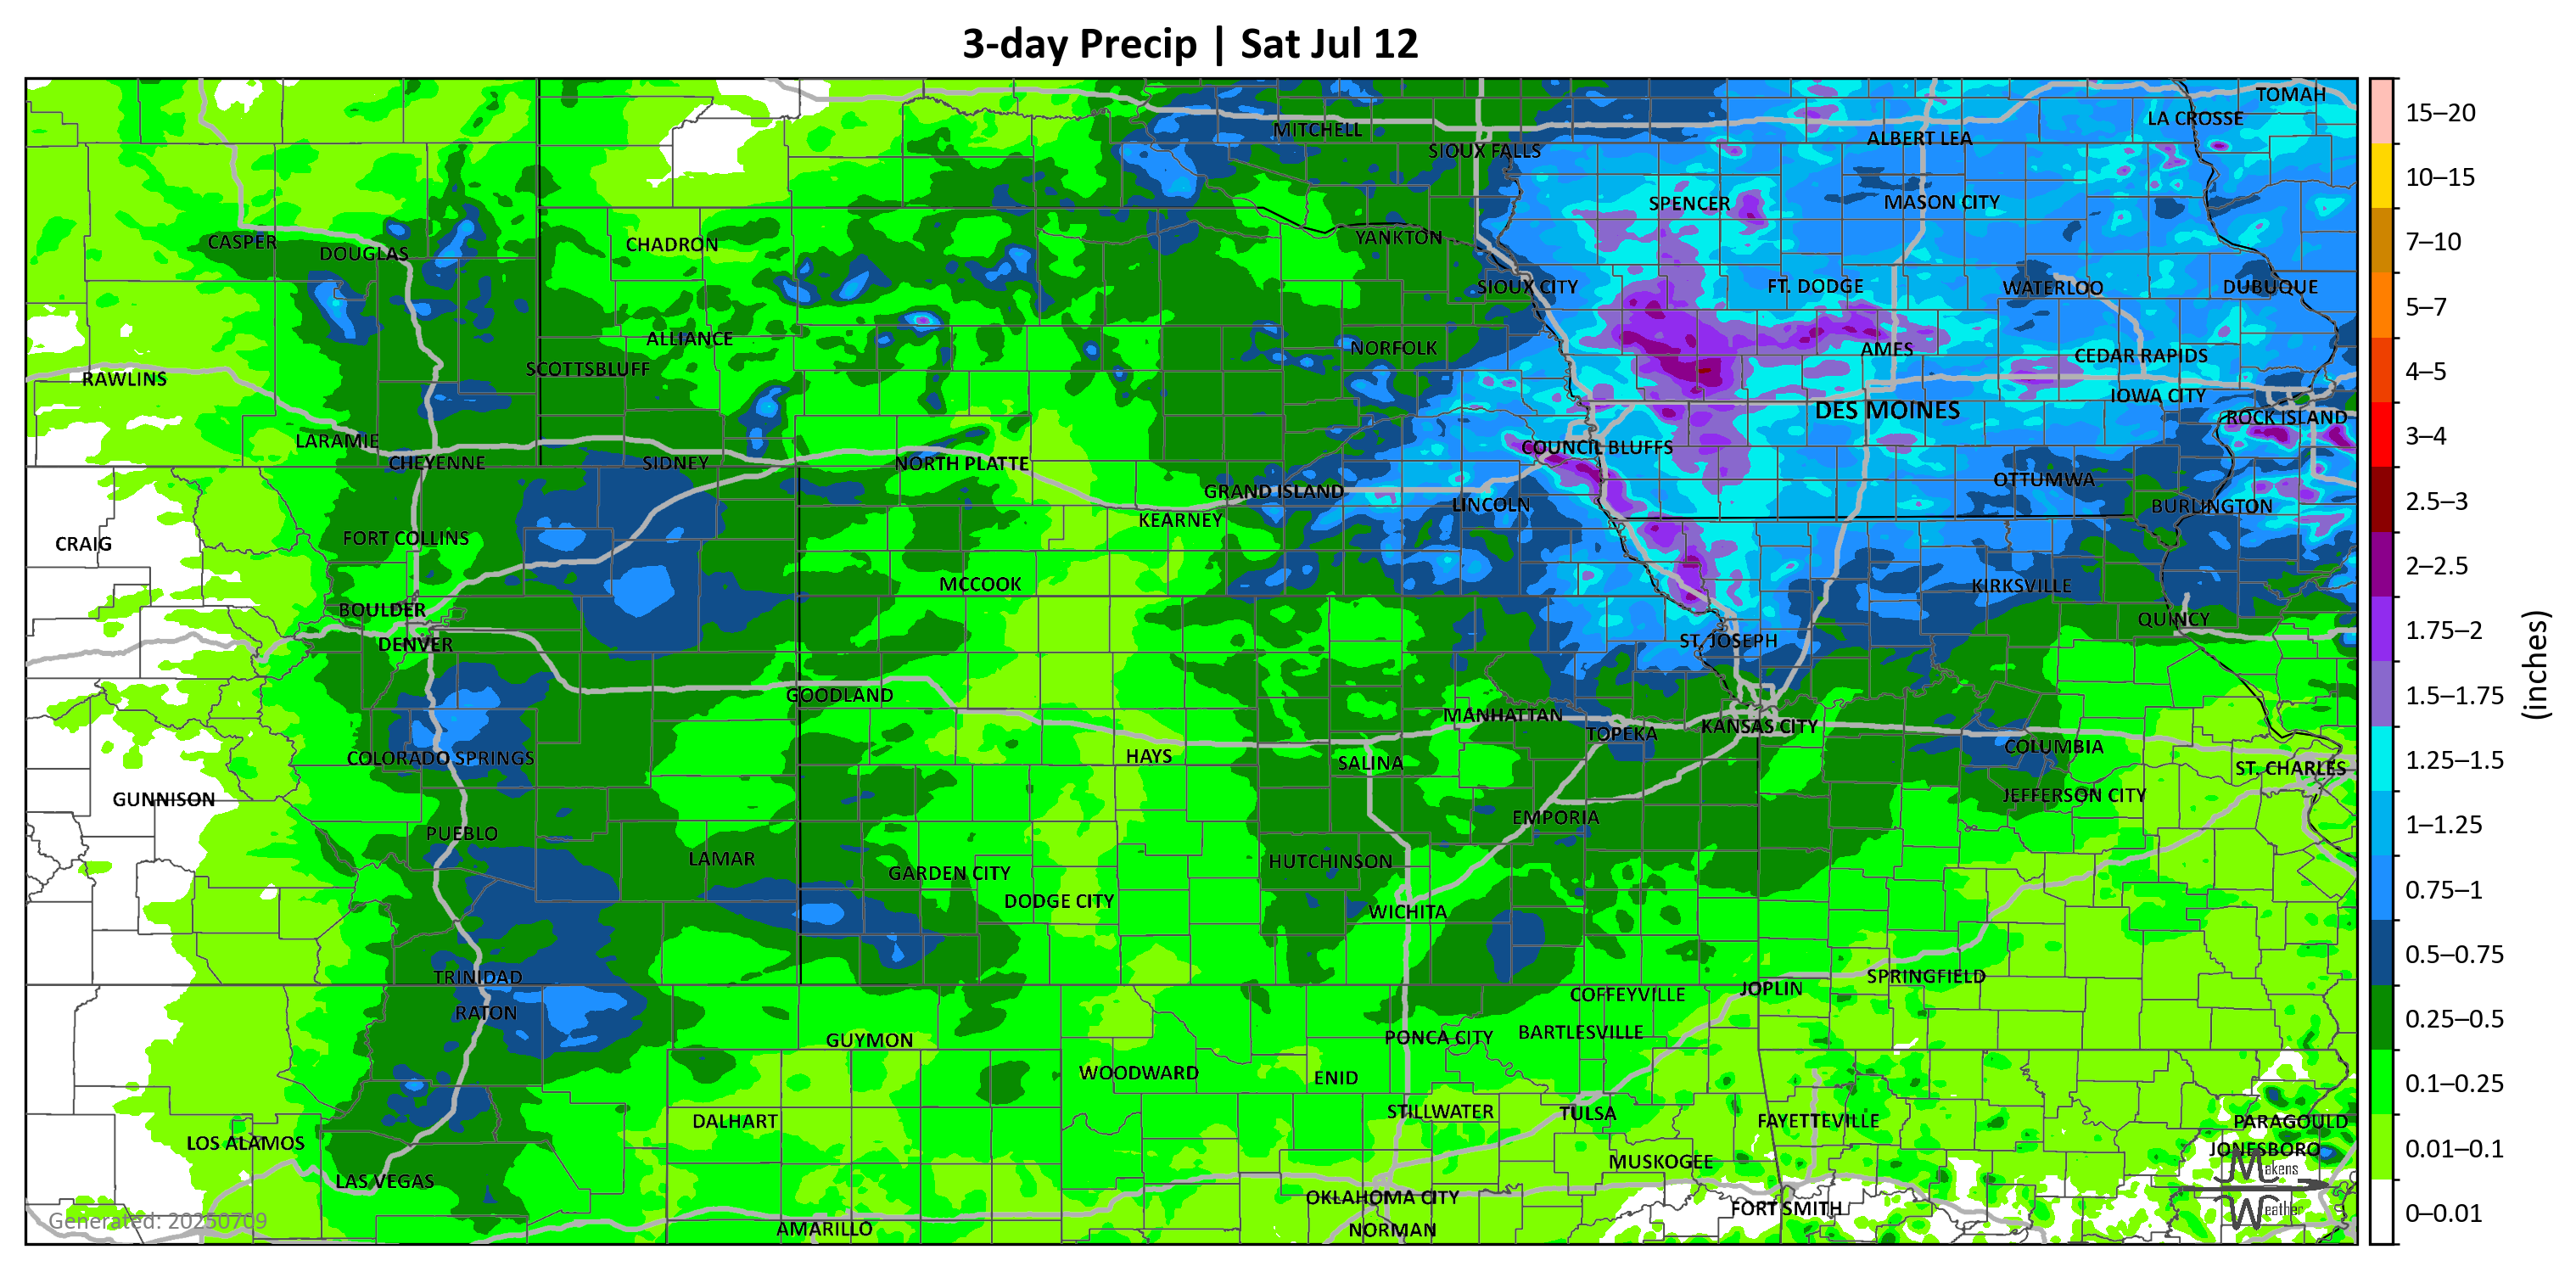 3-day Precip | Sat Jul 12
TOMAH
LA CROSSE
MITCHELL
ALBERT LEA
SIOUX FALLS
SPENCER
MASON CITY
YANKTON
CASPER
CHADRON
DOUGLAS
SIOUX CITY
FT. DODGE
WATERLOO
DUBUQUE
ALLIANCE
NORFOLK
AMES
CEDAR RAPIDS
SCOTTSBLUFF
RAWLINS
IOWA CITY
DES MOINES
ROCK ISLAND
LARAMIE
COUNCIL BLUFFS
CHEYENNE
SIDNEY
NORTH PLATTE
OTTUMWA
GRAND ISLAND
LINCOLN
BURLINGTON
KEARNEY
FORT COLLINS
CRAIG
MCCOOK
KIRKSVILLE
BOULDER
QUINCY
DENVER
ST. JOSEPH
GOODLAND
MANHATTAN
KANSAS CITY
TOPEKA
COLUMBIA
COLORADO SPRINGS
HAYS
SALINA
ST. CHARLES
GUNNISON
JEFFERSON CITY
EMPORIA
PUEBLO
LAMAR
HUTCHINSON
GARDEN CITY
DODGE CITY
WICHITA
TRINIDAD
SPRINGFIELD
JOPLIN
COFFEYVILLE
RATON
BARTLESVILLE
PONCA CITY
GUYMON
WOODWARD
ENID
STILLWATER
TULSA
DALHART
FAYETTEVILLE
PARAGOULD
LOS ALAMOS
JONESBORO
MUSKOGEE
LAS VEGAS
OKLAHOMA CITY
FORT SMITH
AMARILLO
NORMAN
Makens
Weather
Generated: 20250709
15–20
10–15
7–10
5–7
4–5
3–4
2.5–3
2–2.5
1.75–2
1.5–1.75
1.25–1.5
1–1.25
0.75–1
0.5–0.75
0.25–0.5
0.1–0.25
0.01–0.1
0–0.01
(inches)